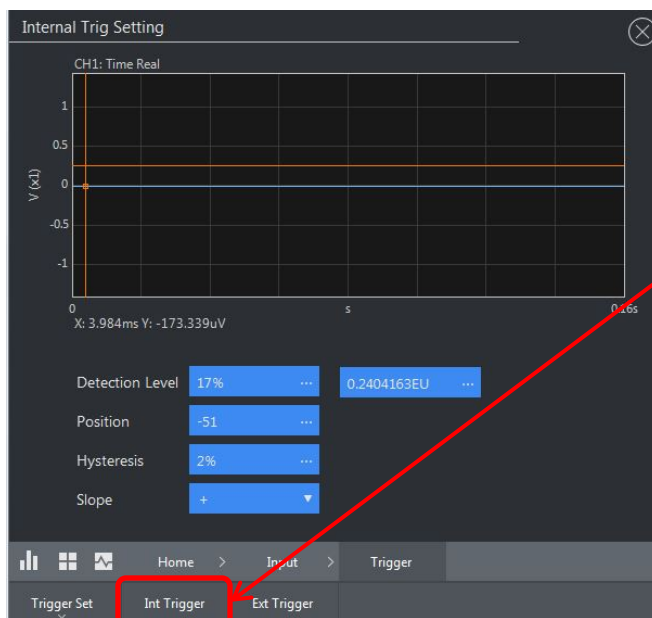 Internal Trig Setting
CH1: Time Real
1
0.5
0
-0.5
-1
V (x1)
0
s
0.16s
X: 3.984ms Y: -173.339uV
Detection Level 17% ... 0.2404163EU ...
Position -51 ...
Hysteresis 2% ...
Slope +
Home > Input > Trigger
Trigger Set Int Trigger Ext Trigger